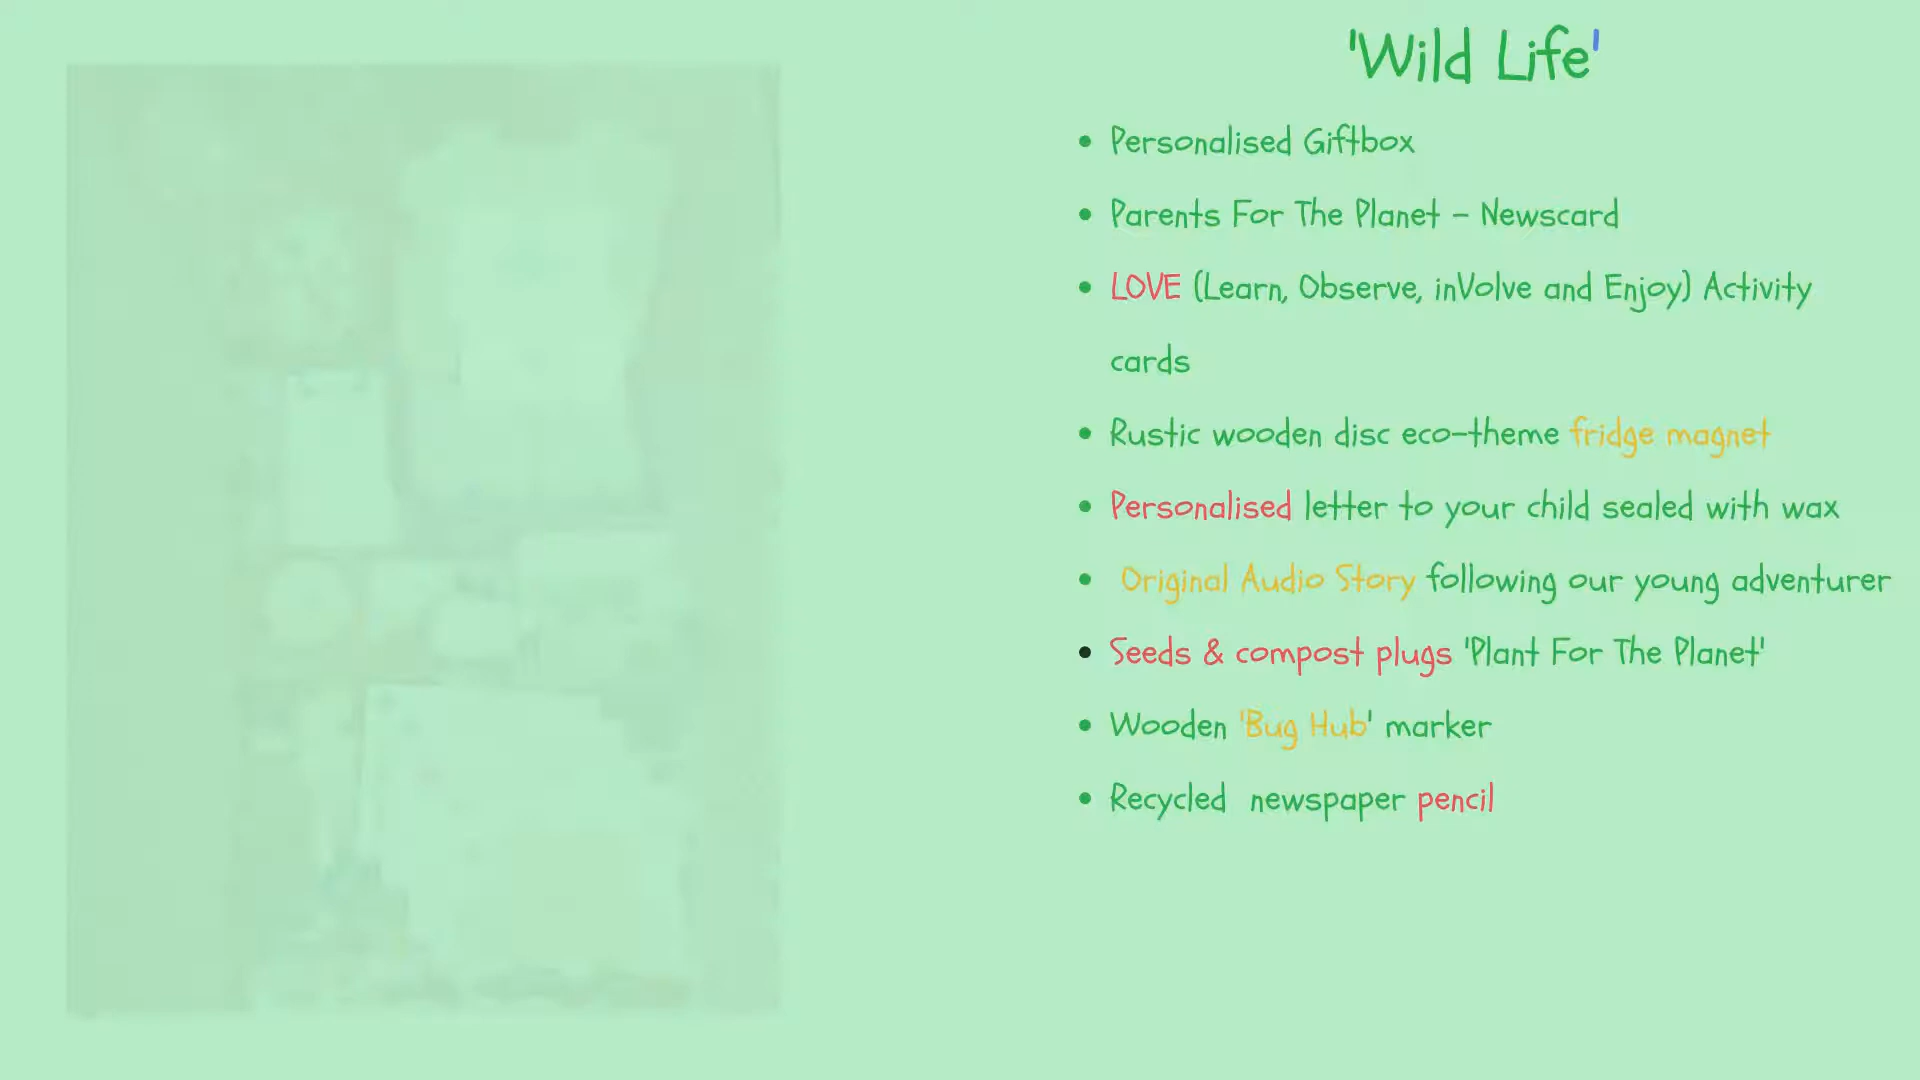 'Wild Life'
• Personalised Giftbox
• Parents For The Planet - Newscard
• LOVE (Learn, Observe, inVolve and Enjoy) Activity
cards
• Rustic wooden disc eco-theme fridge magnet
• Personalised letter to your child sealed with wax
• Original Audio Story following our young adventurer
• Seeds & compost plugs 'Plant For The Planet'
• Wooden 'Bug Hub' marker
• Recycled newspaper pencil